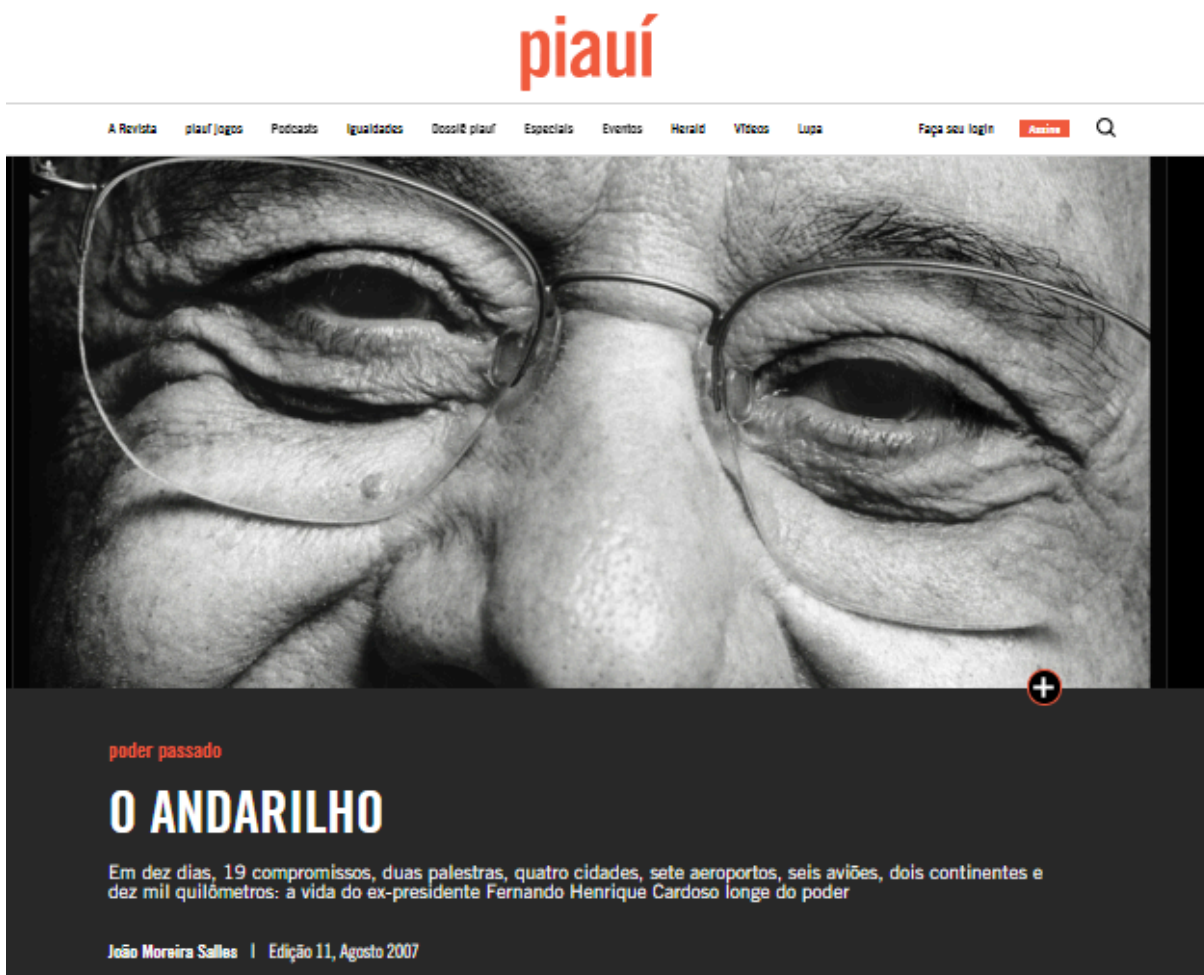 piauí
A Revista piauí jogos Podcasts Igualdades Dossiê piauí Especiais Eventos Herald Vídeos Lupa Faça seu login Assine
poder passado
O ANDARILHO
Em dez dias, 19 compromissos, duas palestras, quatro cidades, sete aeroportos, seis aviões, dois continentes e
dez mil quilômetros: a vida do ex-presidente Fernando Henrique Cardoso longe do poder
João Moreira Salles | Edição 11, Agosto 2007